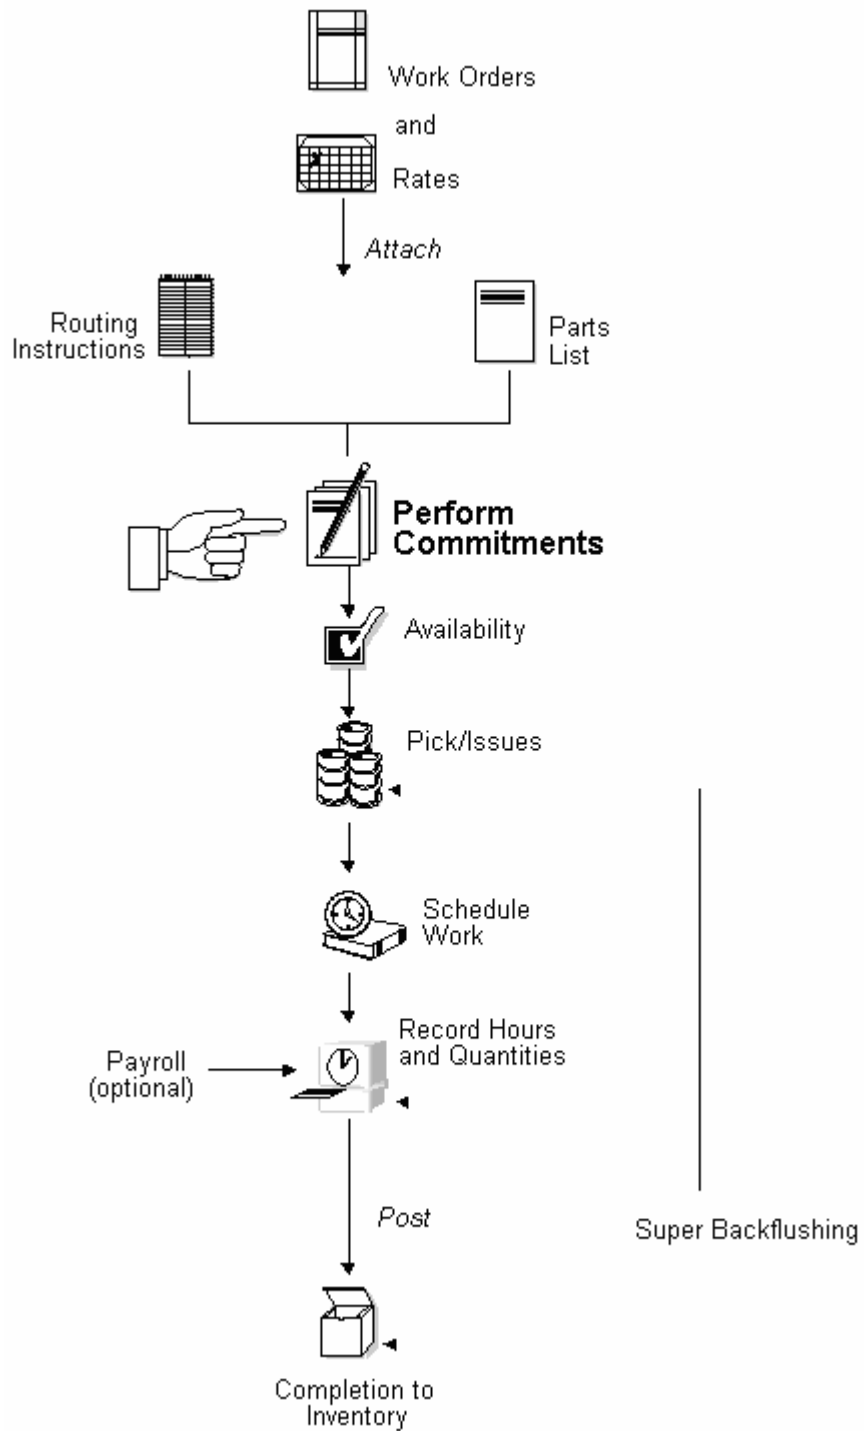 Work Orders
and
Rates
Attach
Routing
Instructions
Parts
List
Perform
Commitments
Availability
Pick/Issues
Schedule
Work
Record Hours
and Quantities
Payroll
(optional)
Post
Super Backflushing
Completion to
Inventory